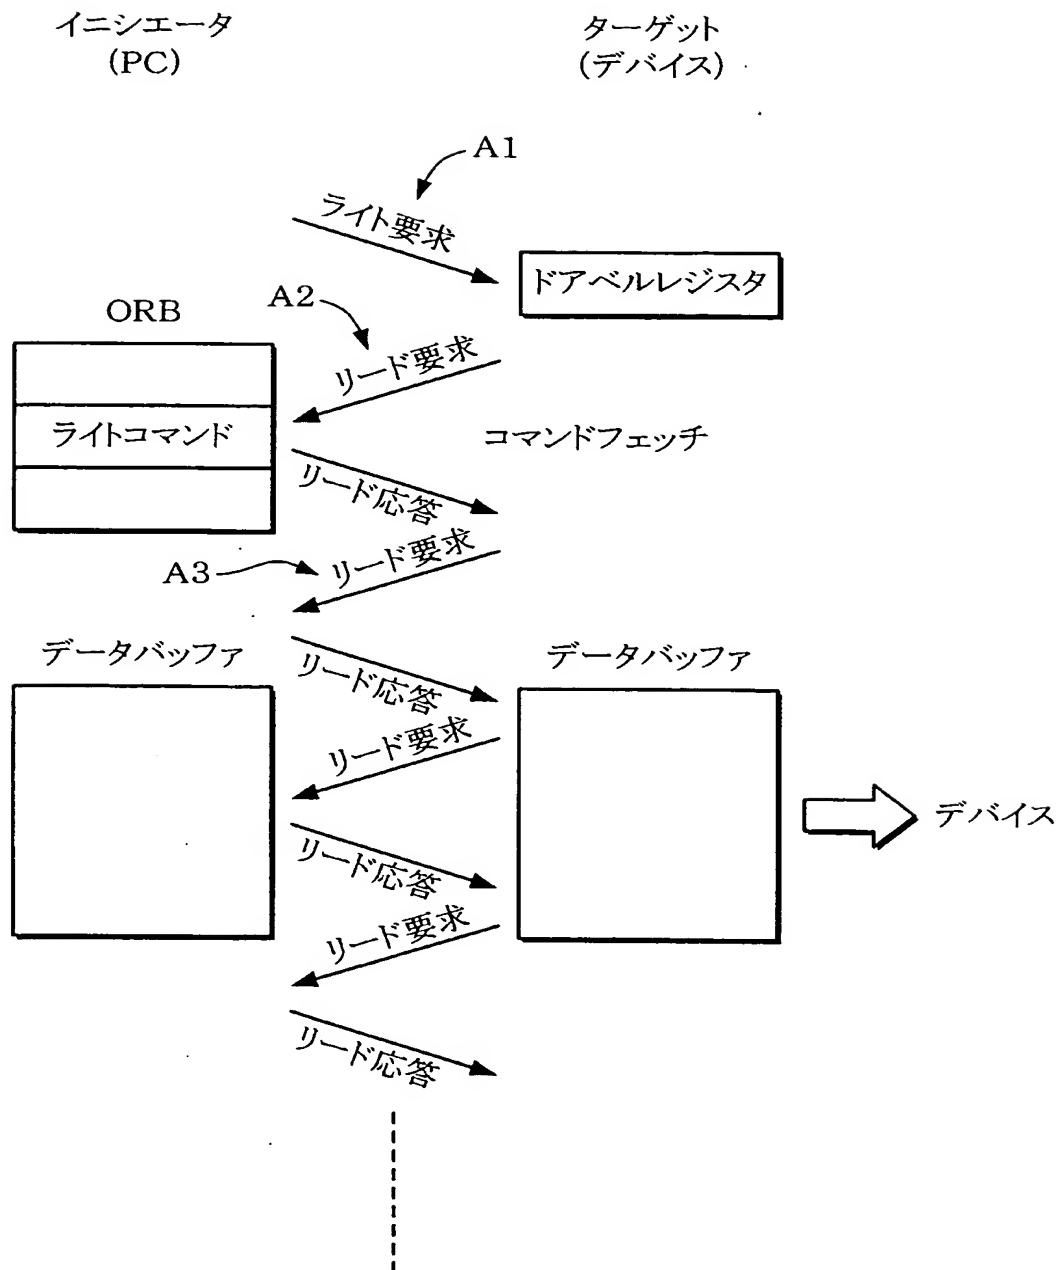 イニシエータ
(PC)
ターゲット
(デバイス)
A1
ライト要求
ドアベルレジスタ
A2
ORB
リード要求
ライトコマンド
コマンドフェッチ
リード応答
A3
リード要求
データバッファ
リード応答
データバッファ
リード要求
デバイス
リード応答
リード要求
リード応答